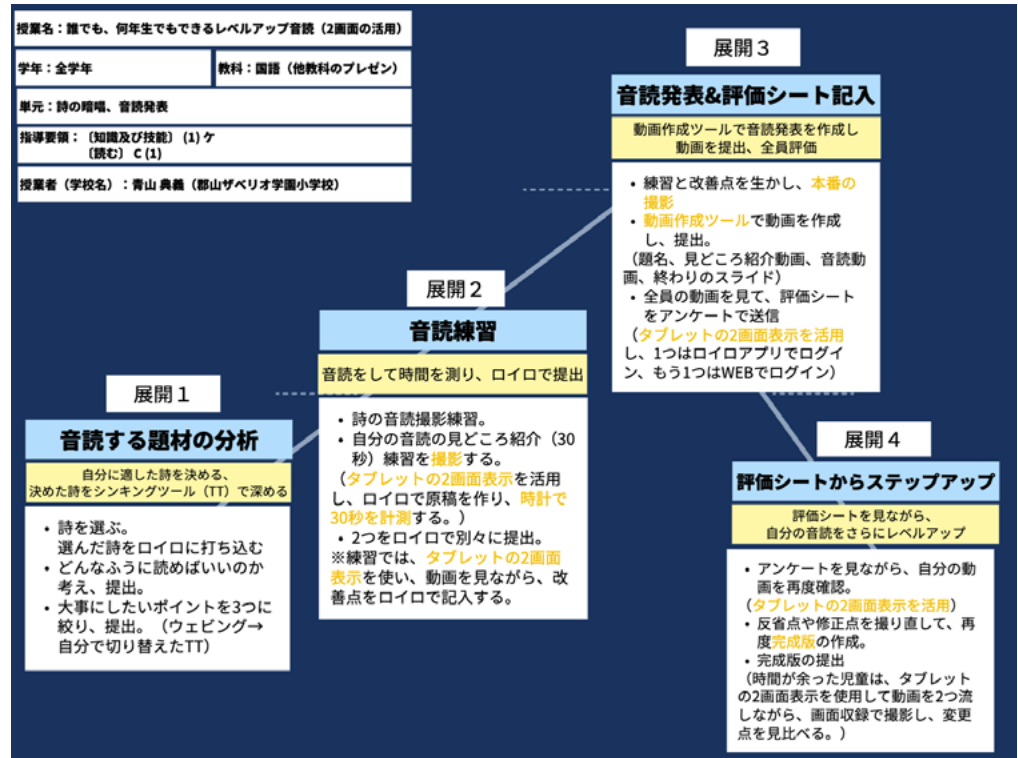 授業名：誰でも、何年生でもできるレベルアップ音読（2画面の活用）
学年：全学年
教科：国語（他教科のプレゼン）
単元：詩の暗唱、音読発表
指導要領：〔知識及び技能〕(1) ケ
〔読む〕C (1)
授業者（学校名）：青山 典義（郡山ザベリオ学園小学校）
展開１
音読する題材の分析
自分に適した詩を決める、
決めた詩をシンキングツール（TT）で深める
• 詩を選ぶ。
選んだ詩をロイロに打ち込む
• どんなふうに読めばいいのか
考え、提出。
• 大事にしたいポイントを3つに
絞り、提出。（ウェビング→
自分で切り替えたTT）
展開２
音読練習
音読をして時間を測り、ロイロで提出
• 詩の音読撮影練習。
• 自分の音読の見どころ紹介（30
秒）練習を撮影する。
（タブレットの2画面表示を活用
し、ロイロで原稿を作り、時計で
30秒を計測する。）
• 2つをロイロで別々に提出。
※練習では、タブレットの2画面
表示を使い、動画を見ながら、改
善点をロイロで記入する。
展開３
音読発表&評価シート記入
動画作成ツールで音読発表を作成し
動画を提出、全員評価
• 練習と改善点を生かし、本番の
撮影
• 動画作成ツールで動画を作成
し、提出。
（題名、見どころ紹介動画、音読動
画、終わりのスライド）
• 全員の動画を見て、評価シート
をアンケートで送信
（タブレットの2画面表示を活用
し、1つはロイロアプリでログイ
ン、もう1つはWEBでログイン）
展開４
評価シートからステップアップ
評価シートを見ながら、
自分の音読をさらにレベルアップ
• アンケートを見ながら、自分の動
画を再度確認。
（タブレットの2画面表示を活用）
• 反省点や修正点を撮り直して、再
度完成版の作成。
• 完成版の提出
（時間が余った児童は、タブレット
の2画面表示を使用して動画を2つ流
しながら、画面収録で撮影し、変更
点を見比べる。）